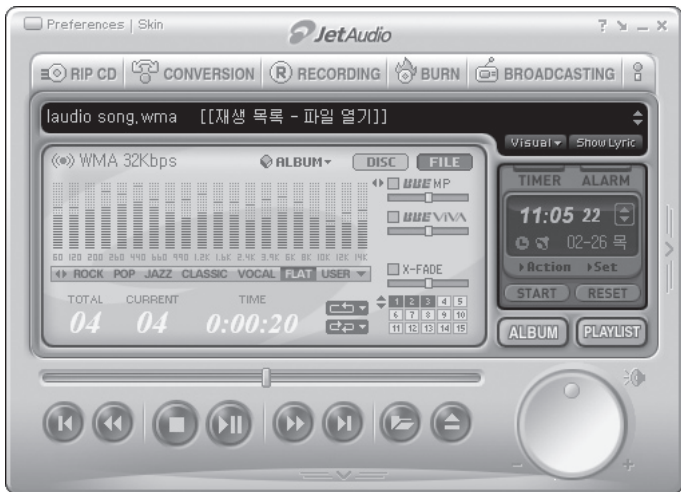 Preferences | Skin
JetAudio
RIP CD CONVERSION RECORDING BURN BROADCASTING
laudio song,wma [[재생 목록 - 파일 열기]]
Visual Show Lyric
WMA 32Kbps ALBUM DISC FILE
BBE MP
BBE VIVA
60 120 200 260 440 660 990 1.2K 1.6K 2.4K 3.9K 6K 8K 10K 12K 14K
ROCK POP JAZZ CLASSIC VOCAL FLAT USER
X-FADE
TOTAL CURRENT TIME
04 04 0:00:20
1 2 3 4 5
6 7 8 9 10
11 12 13 14 15
TIMER ALARM
11:05 22
02-26 목
Action Set
START RESET
ALBUM PLAYLIST